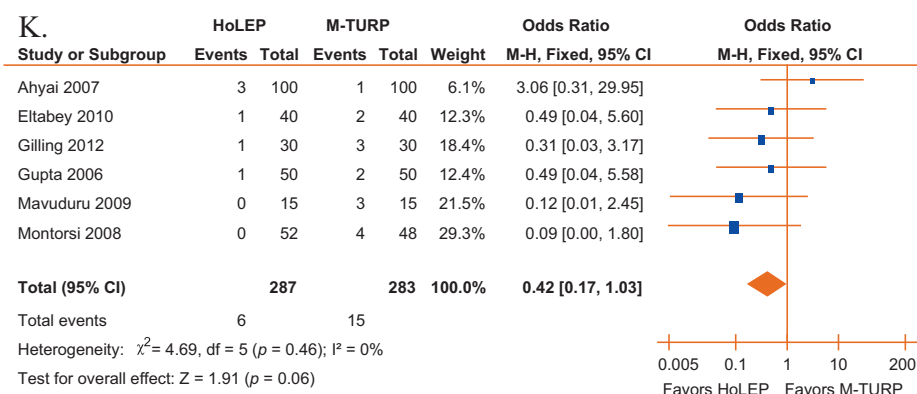 K. HoLEP M-TURP Odds Ratio Odds Ratio
Study or Subgroup Events Total Events Total Weight M-H, Fixed, 95% CI M-H, Fixed, 95% CI
Ahyai 2007 3 100 1 100 6.1% 3.06 [0.31, 29.95]
Eltabey 2010 1 40 2 40 12.3% 0.49 [0.04, 5.60]
Gilling 2012 1 30 3 30 18.4% 0.31 [0.03, 3.17]
Gupta 2006 1 50 2 50 12.4% 0.49 [0.04, 5.58]
Mavuduru 2009 0 15 3 15 21.5% 0.12 [0.01, 2.45]
Montorsi 2008 0 52 4 48 29.3% 0.09 [0.00, 1.80]
Total (95% CI) 287 283 100.0% 0.42 [0.17, 1.03]
Total events 6 15
Heterogeneity: χ²= 4.69, df = 5 (p = 0.46); I² = 0%
Test for overall effect: Z = 1.91 (p = 0.06)
0.005 0.1 1 10 200
Favors HoLEP Favors M-TURP